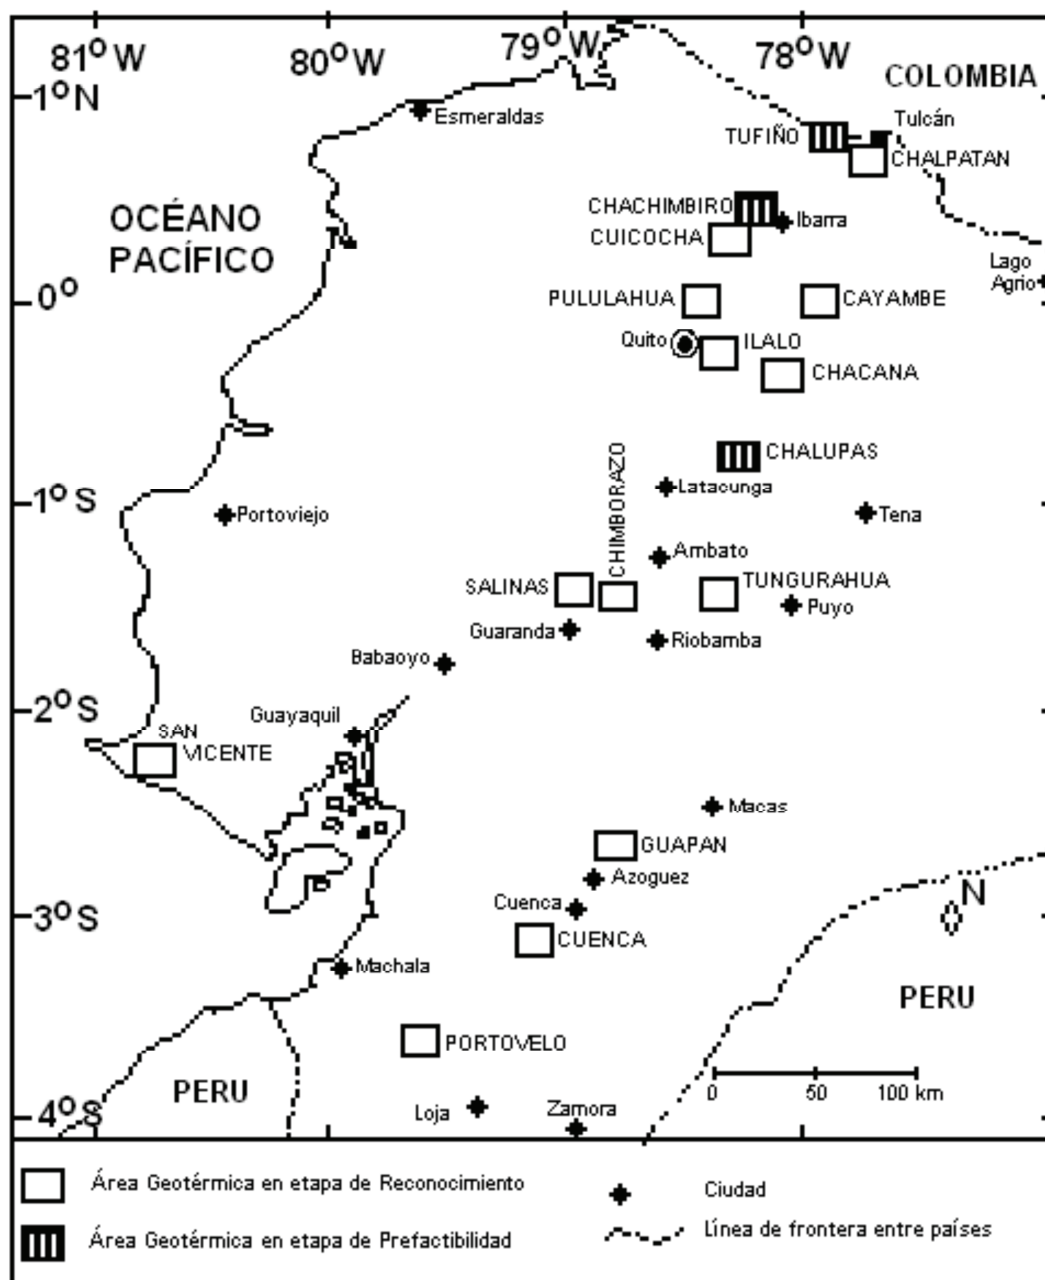 81°W
80°W
79°W
78°W
COLOMBIA
1°N
Esmeraldas
TUFIÑO
Tulcán
CHALPATAN
OCÉANO
PACÍFICO
CHACHIMBIRO
Ibarra
CUICOCHA
Lago
Agrio
0°
PULULAHUA
CAYAMBE
Quito
ILALO
CHACANA
CHALUPAS
CHIMBORAZO
Latacunga
1°S
Portoviejo
Tena
Ambato
SALINAS
TUNGURAHUA
Puyo
Guaranda
Riobamba
Babaoyo
2°S
Guayaquil
SAN
VICENTE
Macas
GUAPAN
Azoguez
Cuenca
N
3°S
CUENCA
Machala
PERU
PORTOVELO
PERU
0 50 100 km
4°S
Loja
Zamora
Área Geotérmica en etapa de Reconocimiento
Ciudad
Área Geotérmica en etapa de Prefactibilidad
Línea de frontera entre países